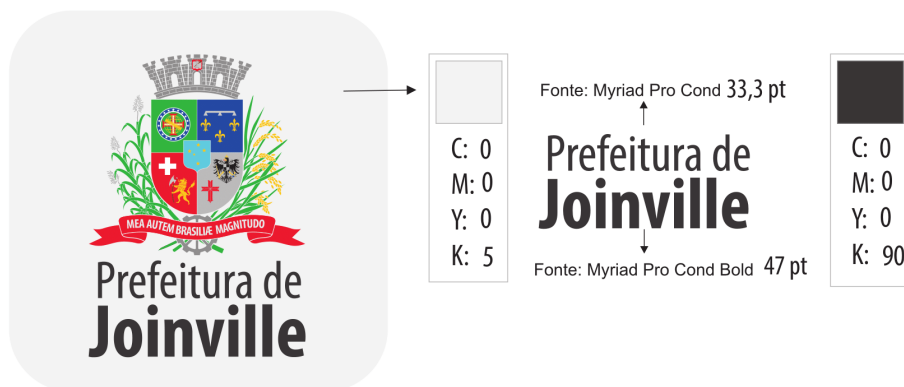 MEA AUTEM BRASILIÆ MAGNITUDO
Prefeitura de
Joinville
C: 0
M: 0
Y: 0
K: 5
Fonte: Myriad Pro Cond 33,3 pt
Prefeitura de
Joinville
Fonte: Myriad Pro Cond Bold 47 pt
C: 0
M: 0
Y: 0
K: 90